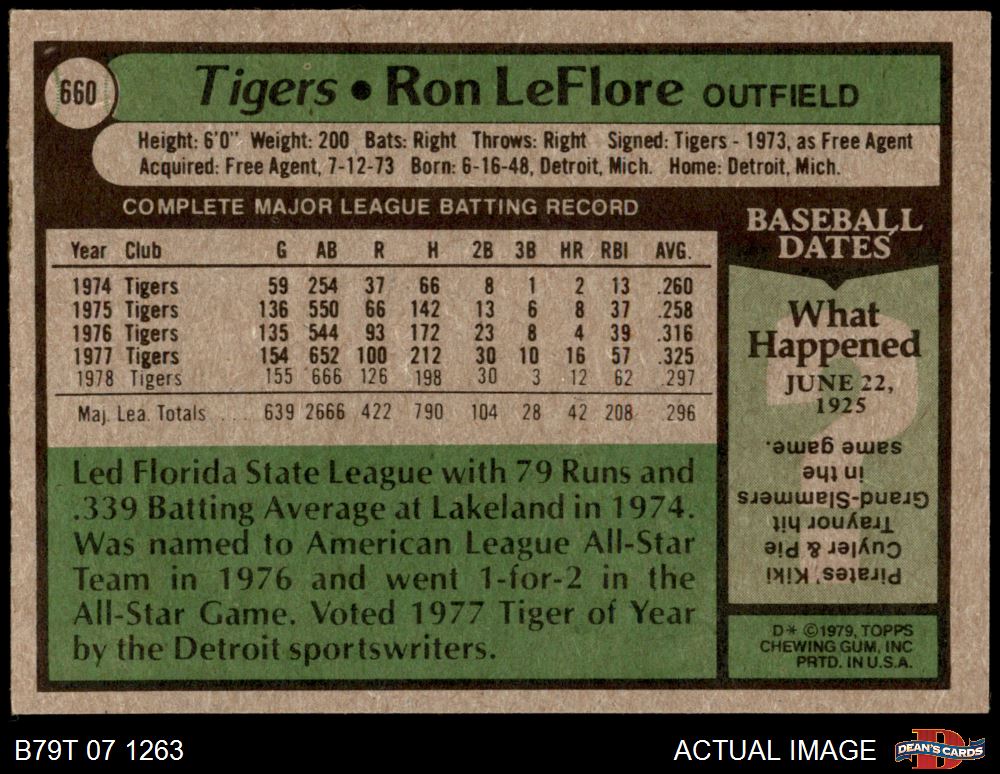 660
Tigers • Ron LeFlore OUTFIELD
Height: 6'0" Weight: 200 Bats: Right Throws: Right Signed: Tigers - 1973, as Free Agent
Acquired: Free Agent, 7-12-73 Born: 6-16-48, Detroit, Mich. Home: Detroit, Mich.
COMPLETE MAJOR LEAGUE BATTING RECORD
Year Club G AB R H 2B 3B HR RBI AVG.
1974 Tigers 59 254 37 66 8 1 2 13 .260
1975 Tigers 136 550 66 142 13 6 8 37 .258
1976 Tigers 135 544 93 172 23 8 4 39 .316
1977 Tigers 154 652 100 212 30 10 16 57 .325
1978 Tigers 155 666 126 198 30 3 12 62 .297
Maj. Lea. Totals ... 639 2666 422 790 104 28 42 208 .296
Led Florida State League with 79 Runs and
.339 Batting Average at Lakeland in 1974.
Was named to American League All-Star
Team in 1976 and went 1-for-2 in the
All-Star Game. Voted 1977 Tiger of Year
by the Detroit sportswriters.
BASEBALL
DATES
What
Happened
JUNE 22,
1925
Pirates' Kiki
Cuyler & Pie
Traynor hit
Grand-Slammers
in the
same game.
D* ©1979, TOPPS
CHEWING GUM, INC
PRTD. IN U.S.A.
B79T 07 1263
ACTUAL IMAGE
DEAN'S CARDS